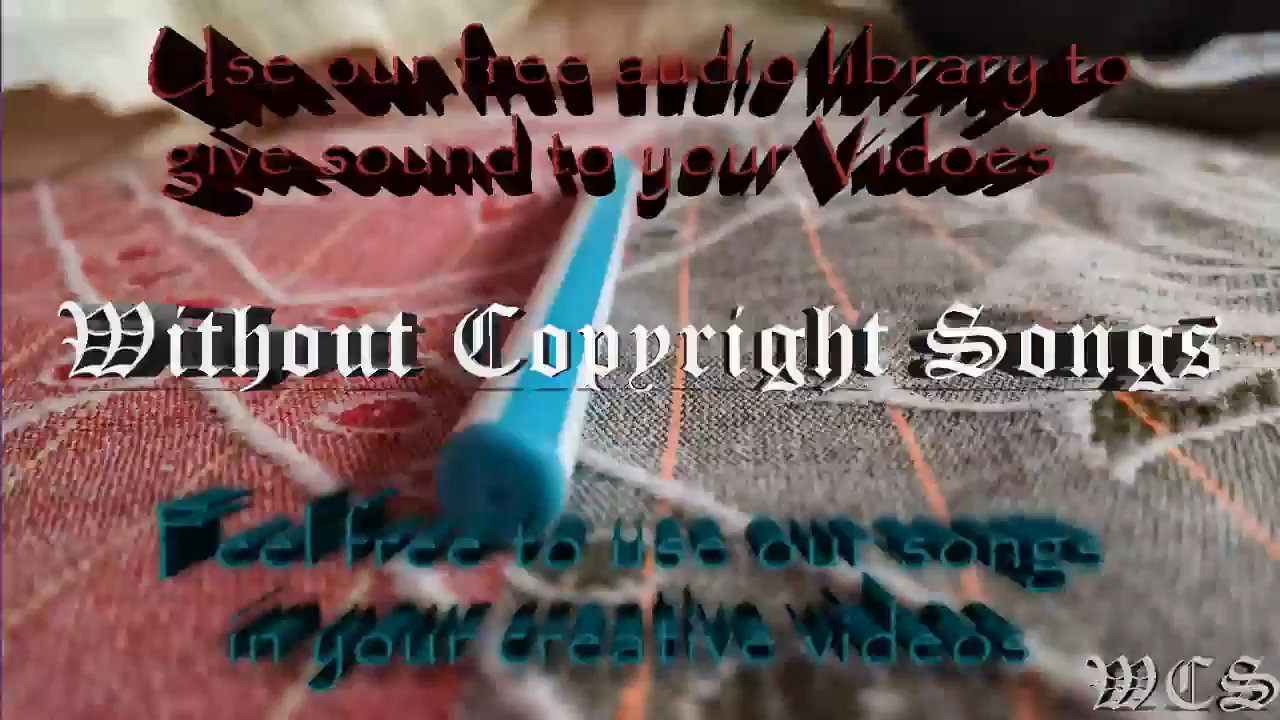 Use our free audio library to
give sound to your Vidoes
Without Copyright Songs
Feel free to use our songs
in your creative videos
WCS